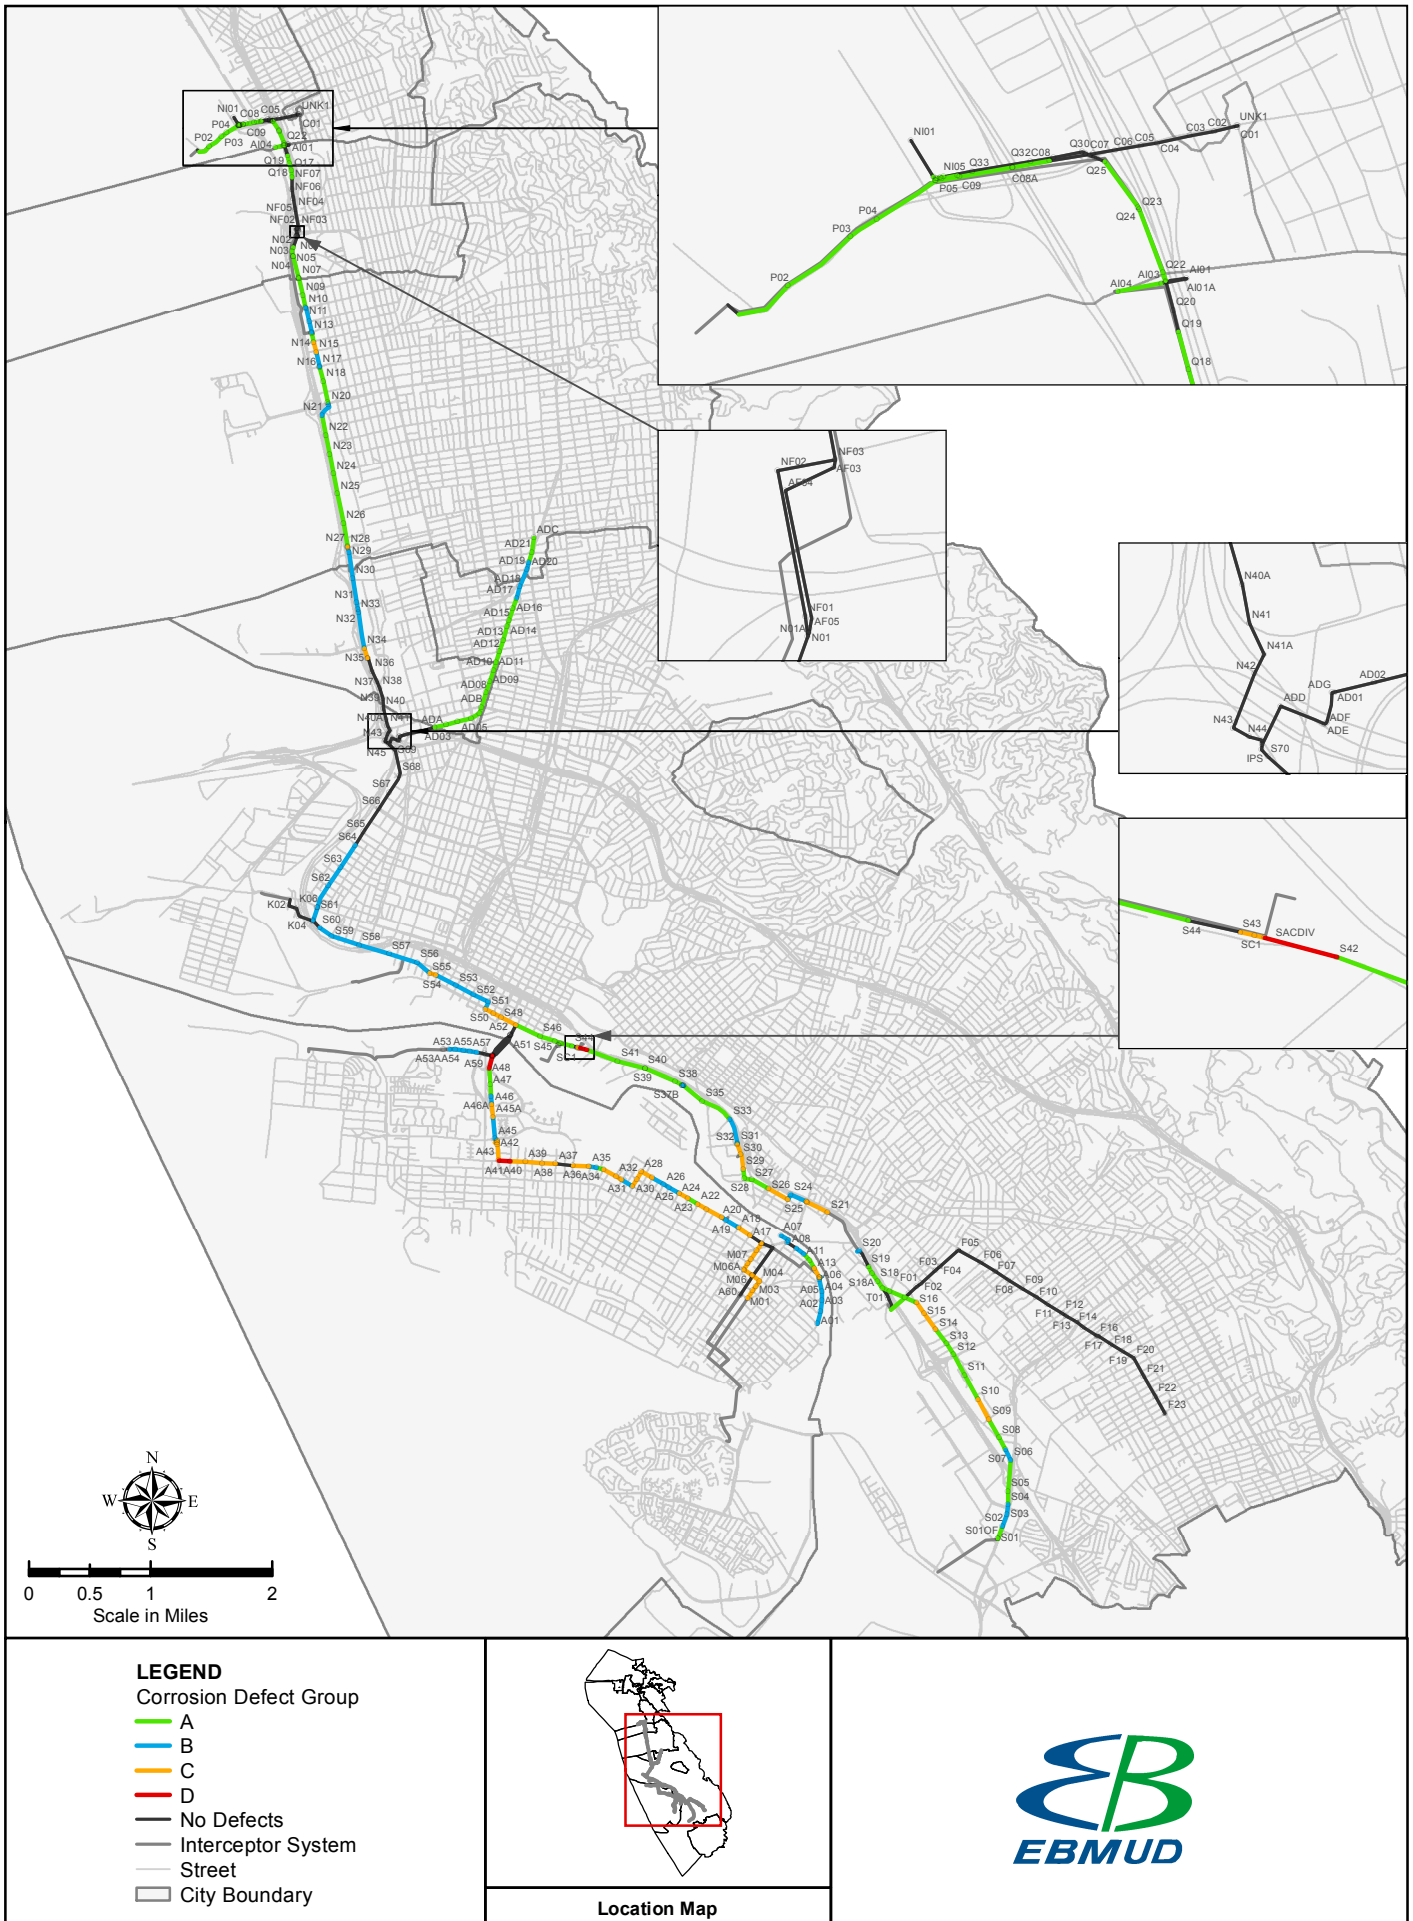 NI01
C08
C05
UNK1
P04
C01
P02
C09
Q22
P03
AI04
AI01
Q19
Q17
Q18
NF07
NF06
NF04
NF05
NF02
NF03
N02
N03
N05
N04
N07
N09
N10
N11
N13
N14
N15
N16
N17
N18
N20
N21
N22
N23
N24
N25
N26
N27
N28
N29
N30
N31
N33
N32
N34
N35
N36
N37
N38
N39
N40
N40A
N41
N43
N45
S69
S68
S67
S66
S65
S64
S63
S62
K06
S61
K02
K04
S60
S59
S58
S57
S56
S55
S54
S53
S52
S51
S50
S48
ADC
AD21
AD19
AD20
AD18
AD17
AD16
AD15
AD13
AD14
AD12
AD10
AD11
AD08
AD09
ADB
ADA
AD05
AD03
NI01
Q30
C07
C06
C05
C03
C02
UNK1
C01
C04
Q32
C08
NI05
Q33
C08A
Q25
P05
C09
P04
P03
P02
Q23
Q24
Q22
AI03
AI01
AI04
AI01A
Q20
Q19
Q18
NF02
NF03
AF03
AF04
NF01
AF05
N01A
N01
N40A
N41
N41A
N42
AD02
ADG
ADD
AD01
N43
N44
ADF
ADE
S70
IPS
S43
S44
SC1
SACDIV
S42
A52
A51
S46
S45
S44
SC1
S41
S40
S39
S38
S37B
S35
S33
S32
S31
S30
S29
S27
S28
S26
S24
S25
S21
S20
S19
S18
S18A
T01
F01
F02
F03
F04
F05
F06
F07
F08
F09
F10
F11
F12
F13
F14
F16
F17
F18
F19
F20
F21
F22
F23
S16
S15
S14
S13
S12
S11
S10
S09
S08
S06
S07
S05
S04
S03
S02
S01OF
S01
A53
A55
A57
A53A
A54
A59
A48
A47
A46
A46A
A45A
A45
A42
A43
A41
A40
A39
A38
A37
A36
A35
A34
A32
A31
A30
A28
A26
A25
A24
A23
A22
A20
A19
A18
A17
A07
A08
A11
A13
A06
A04
A05
A03
A02
A01
M07
M06A
M06
M04
M03
M01
A60
N
W
E
S
0 0.5 1 2
Scale in Miles
LEGEND
Corrosion Defect Group
A
B
C
D
No Defects
Interceptor System
Street
City Boundary
Location Map
EBMUD